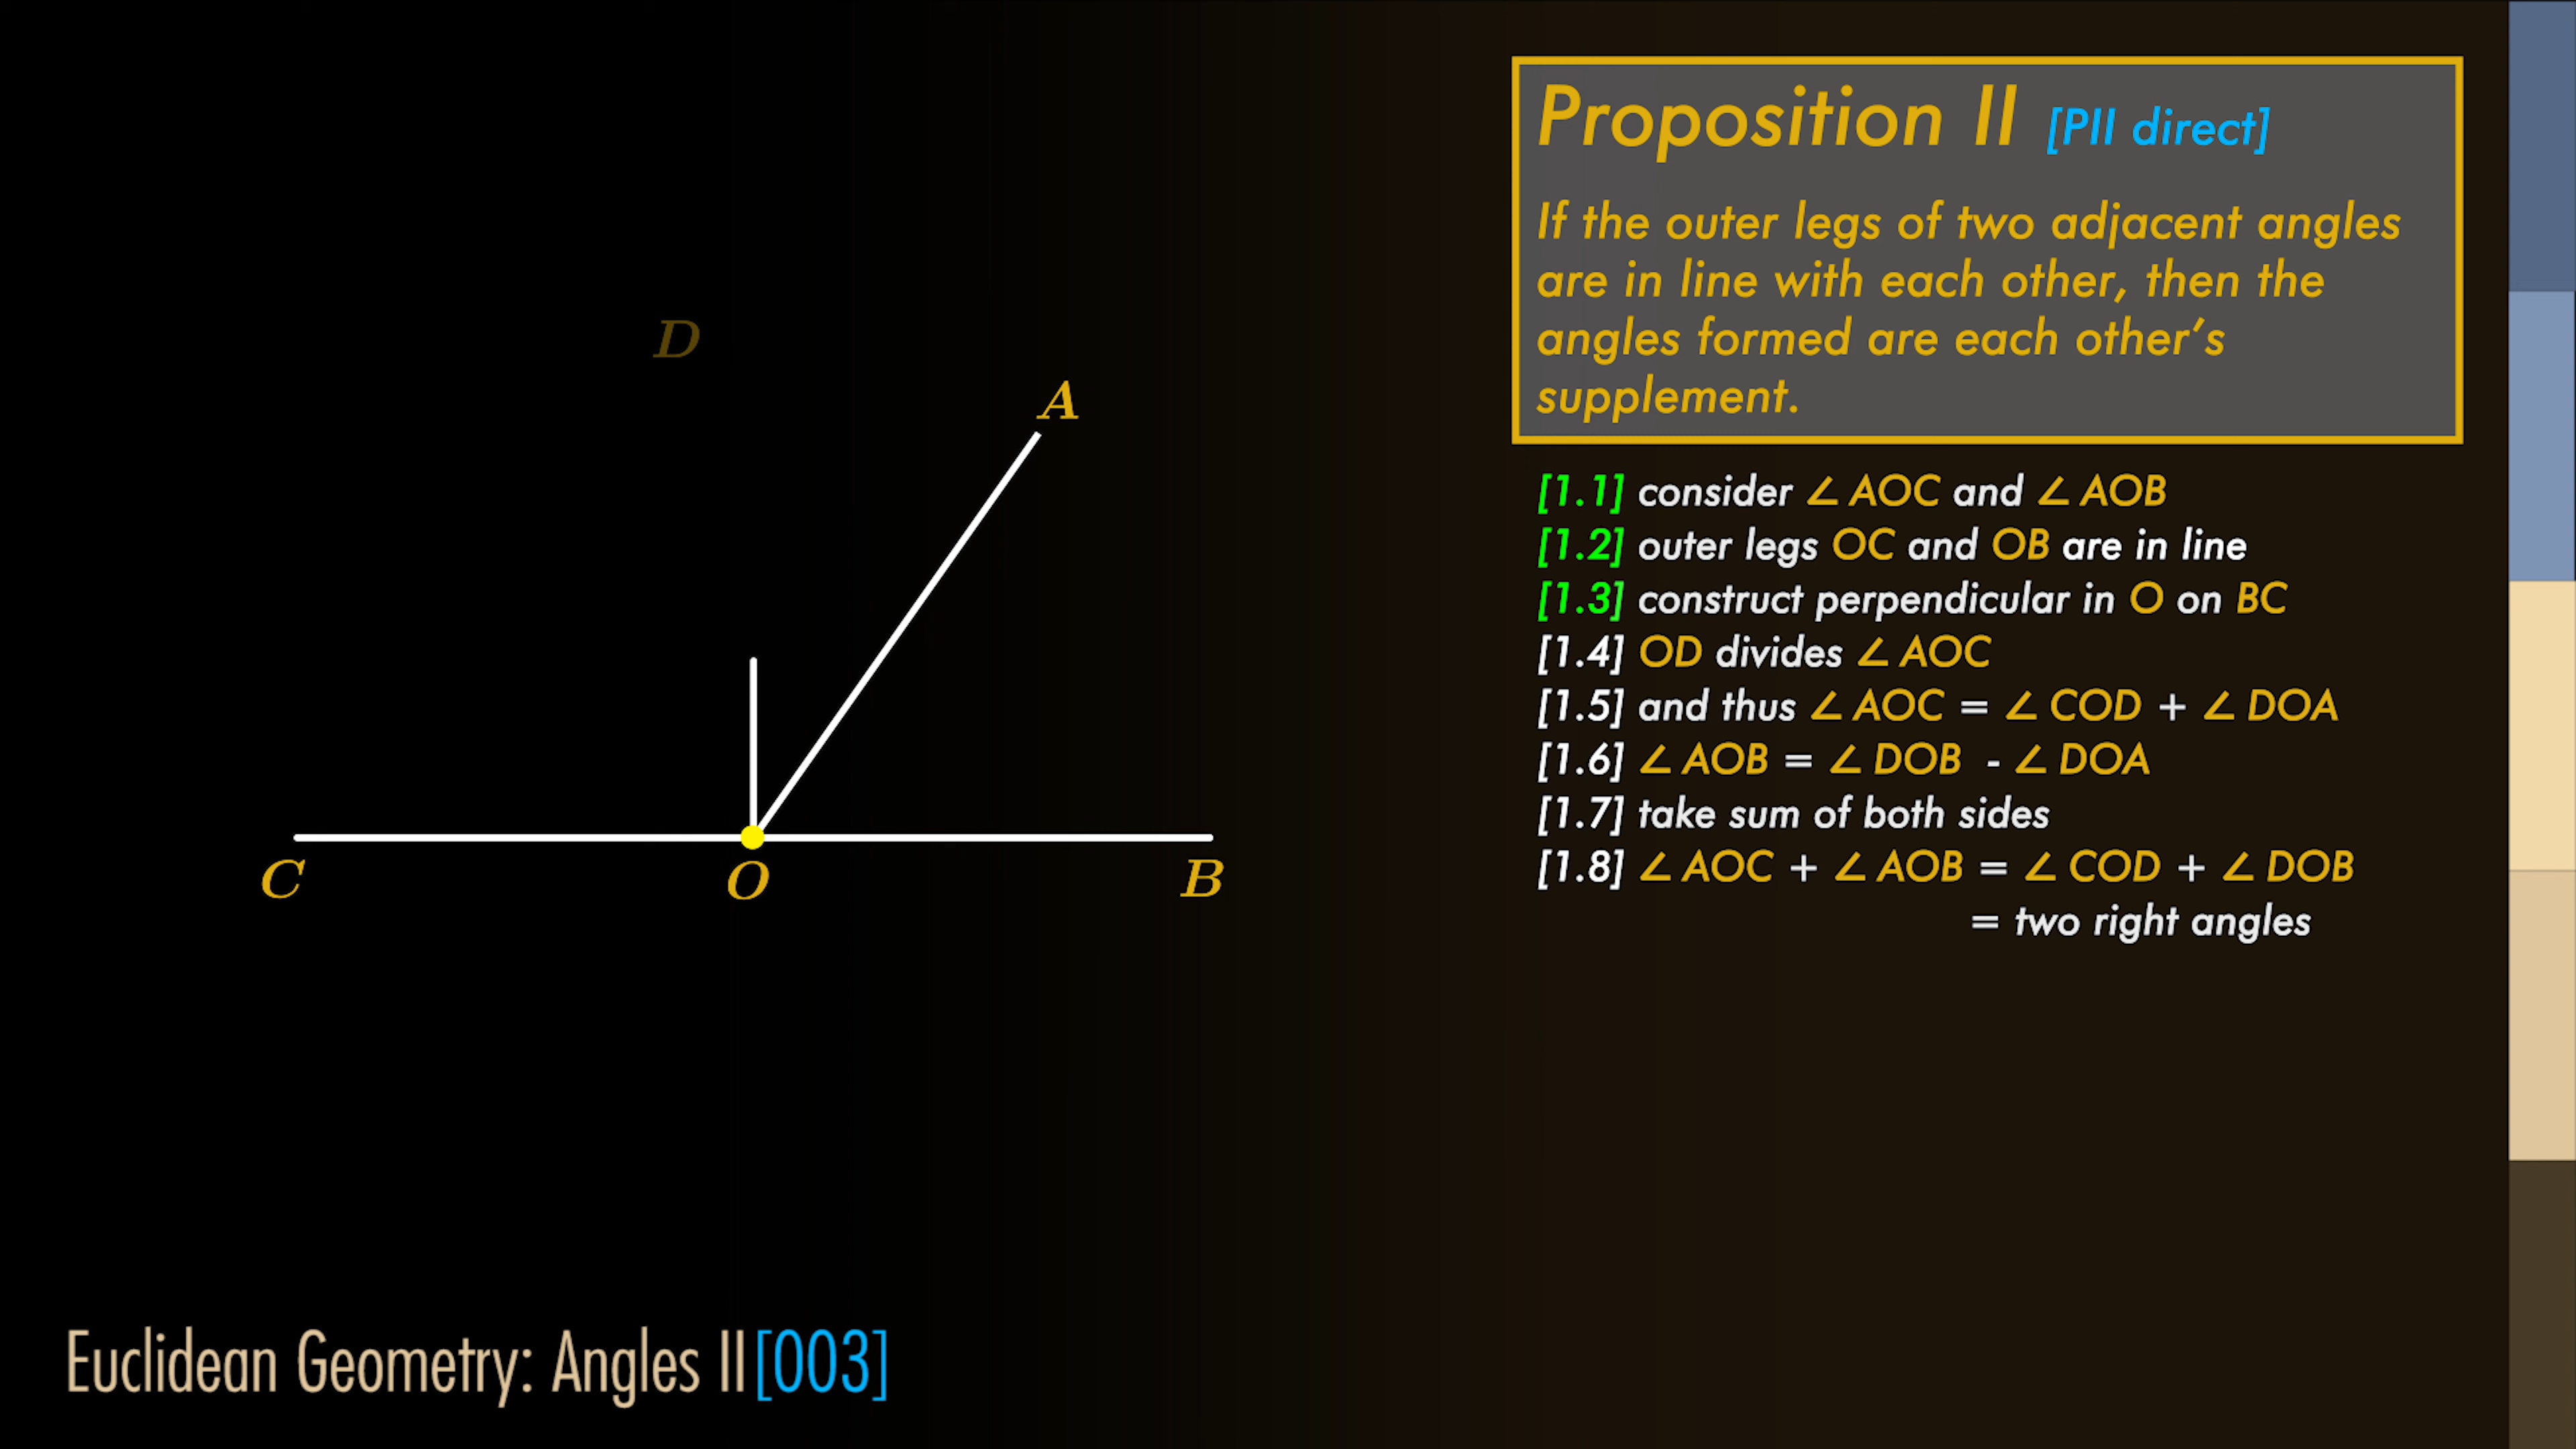 Proposition II [PII direct]
If the outer legs of two adjacent angles
are in line with each other, then the
angles formed are each other's
supplement.
[1.1] consider ∠ AOC and ∠ AOB
[1.2] outer legs OC and OB are in line
[1.3] construct perpendicular in O on BC
[1.4] OD divides ∠ AOC
[1.5] and thus ∠ AOC = ∠ COD + ∠ DOA
[1.6] ∠ AOB = ∠ DOB - ∠ DOA
[1.7] take sum of both sides
[1.8] ∠ AOC + ∠ AOB = ∠ COD + ∠ DOB
= two right angles
D
A
C
O
B
Euclidean Geometry: Angles II [003]